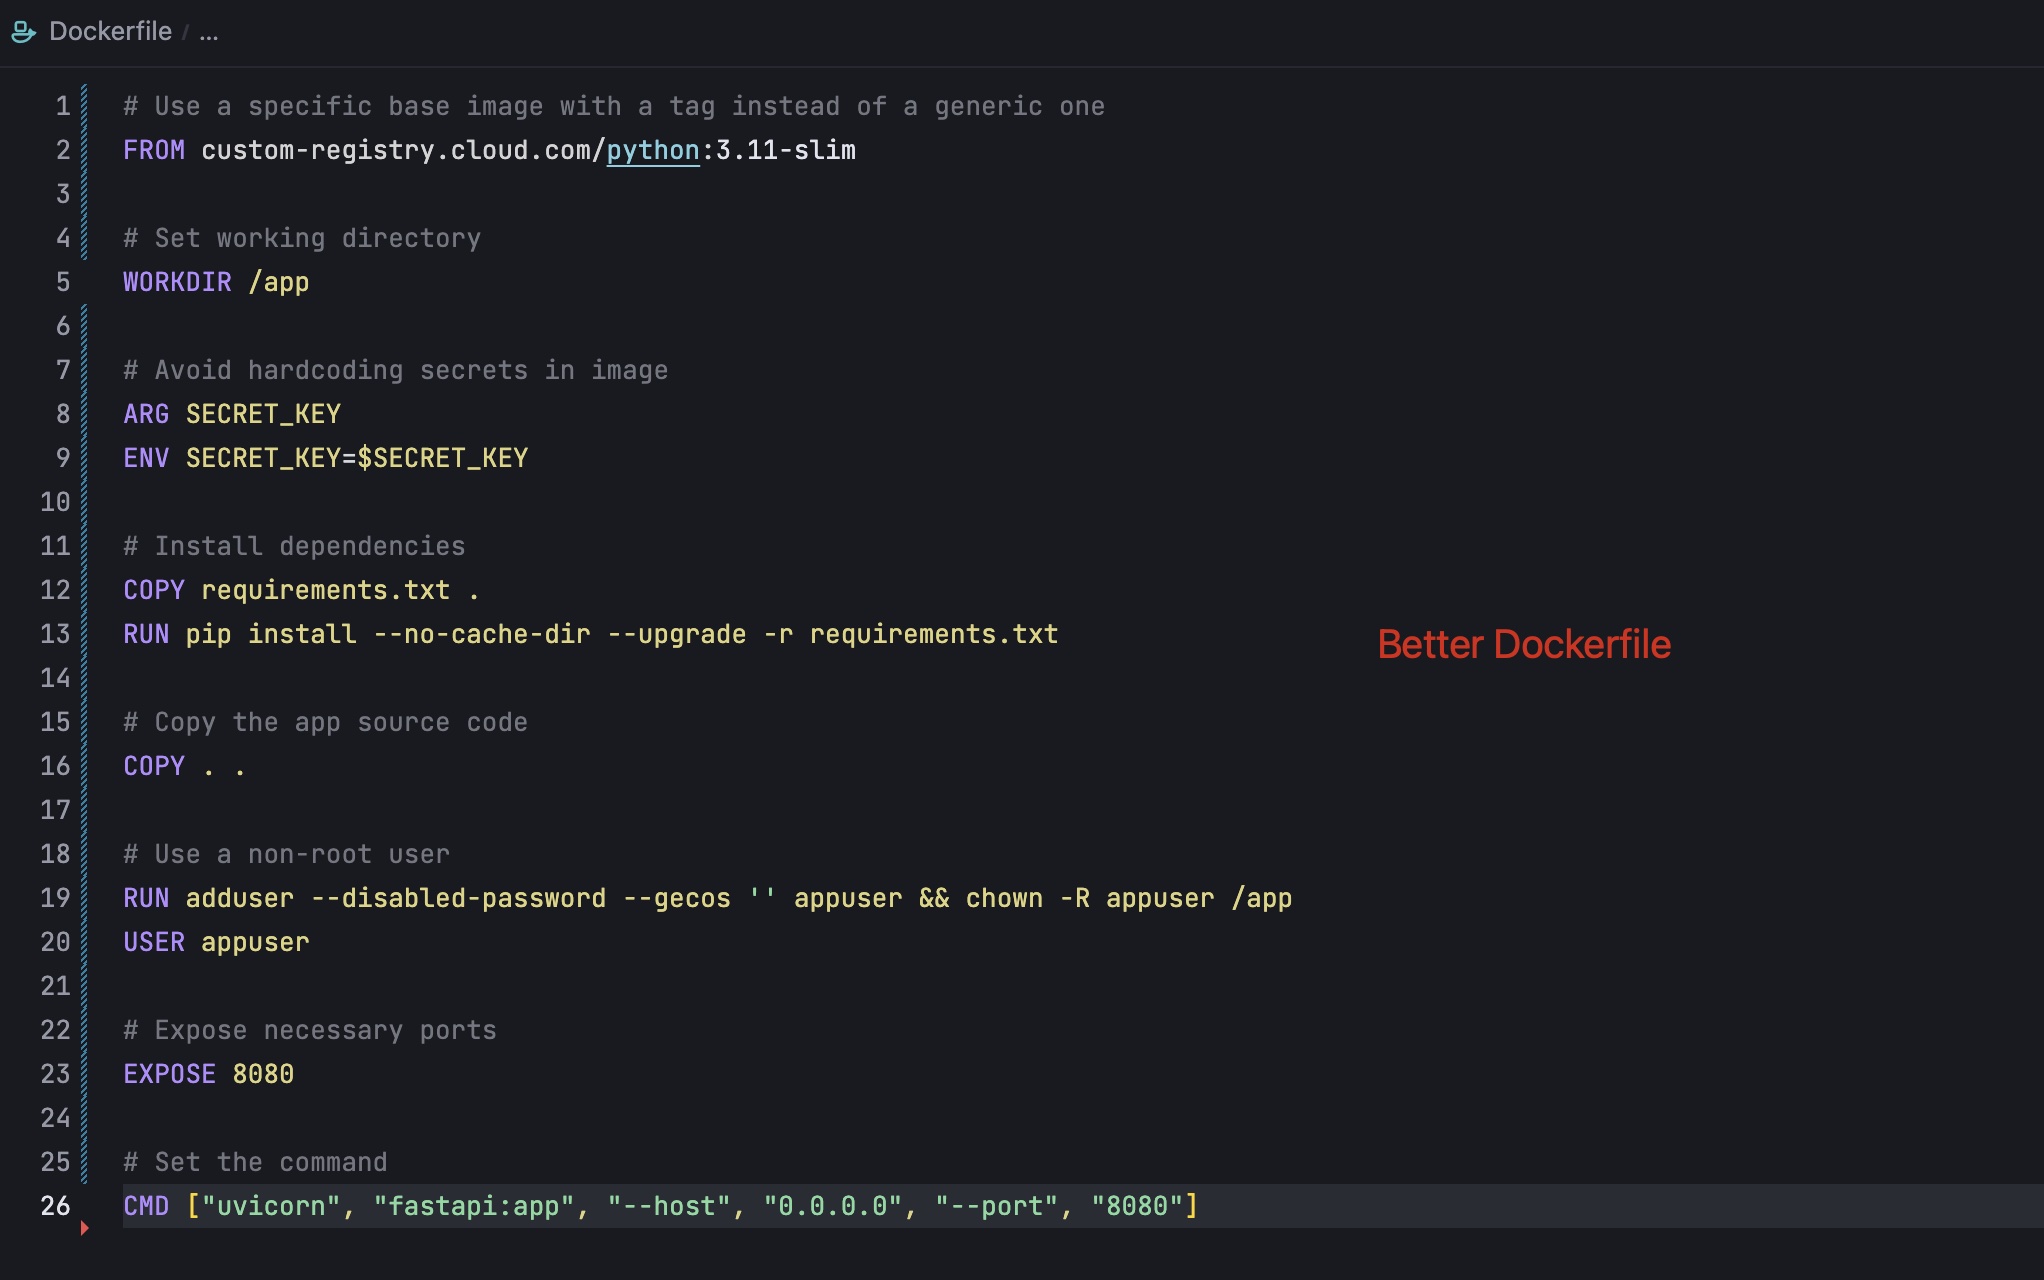 Dockerfile / ...
1 # Use a specific base image with a tag instead of a generic one
2 FROM custom-registry.cloud.com/python:3.11-slim
3
4 # Set working directory
5 WORKDIR /app
6
7 # Avoid hardcoding secrets in image
8 ARG SECRET_KEY
9 ENV SECRET_KEY=$SECRET_KEY
10
11 # Install dependencies
12 COPY requirements.txt .
13 RUN pip install --no-cache-dir --upgrade -r requirements.txt
Better Dockerfile
14
15 # Copy the app source code
16 COPY . .
17
18 # Use a non-root user
19 RUN adduser --disabled-password --gecos '' appuser && chown -R appuser /app
20 USER appuser
21
22 # Expose necessary ports
23 EXPOSE 8080
24
25 # Set the command
26 CMD ["uvicorn", "fastapi:app", "--host", "0.0.0.0", "--port", "8080"]